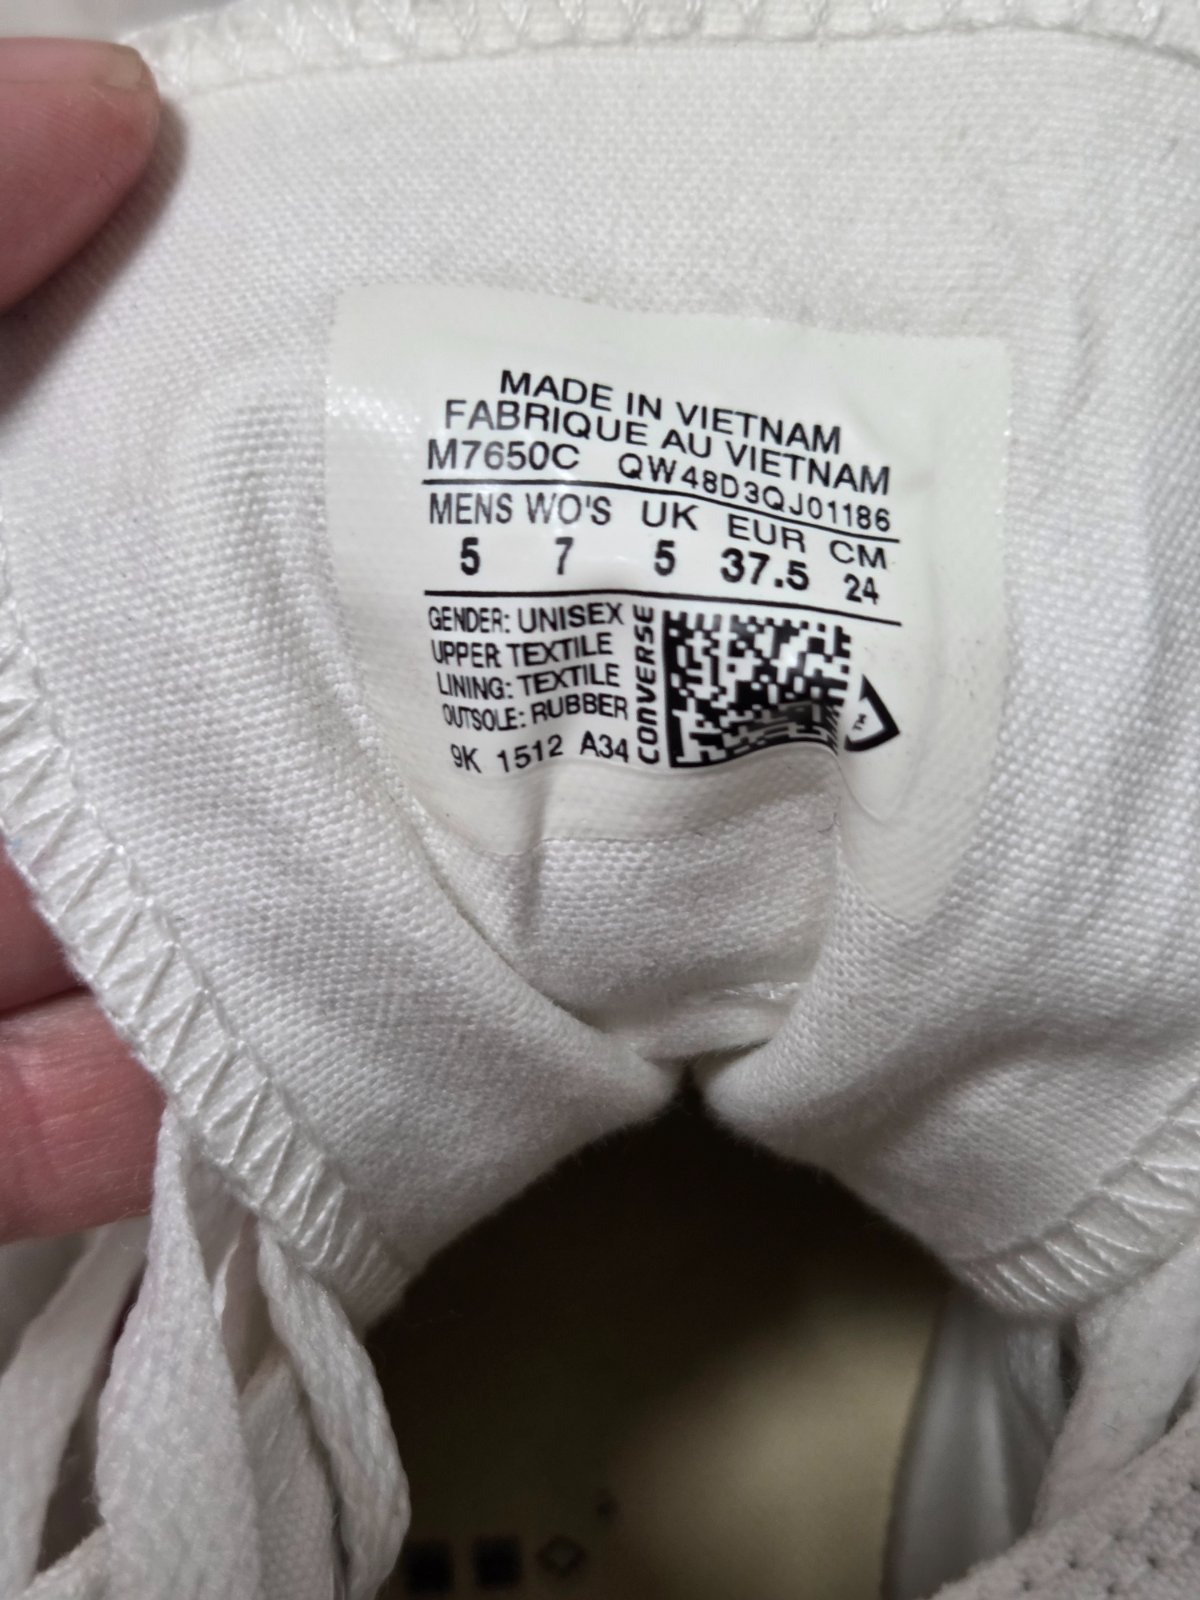 MADE IN VIETNAM
FABRIQUE AU VIETNAM
M7650C QW48D3QJ01186
MENS WO'S UK EUR CM
5 7 5 37.5 24
GENDER: UNISEX
UPPER TEXTILE
LINING: TEXTILE
OUTSOLE: RUBBER
9K 1512 A34
CONVERSE
TM